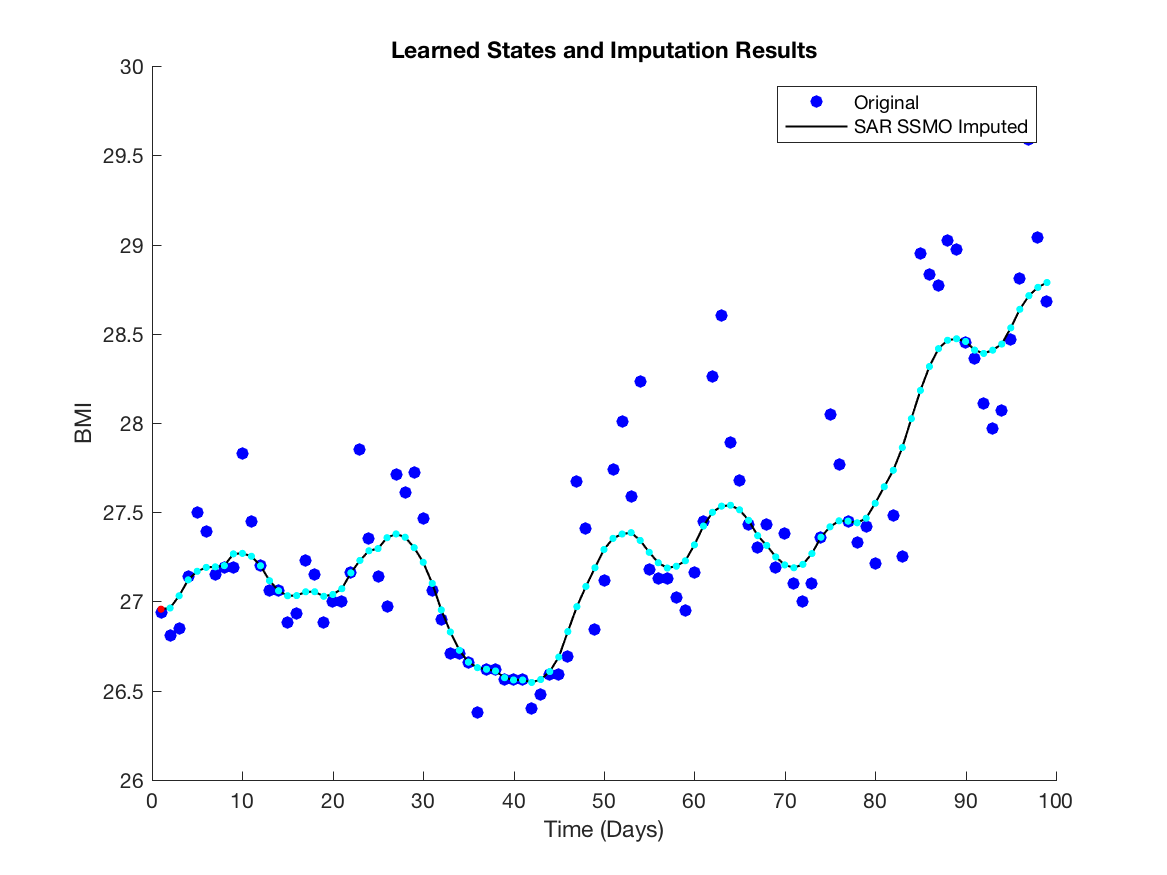 Learned States and Imputation Results
30
29.5
29
28.5
28
27.5
27
26.5
26
BMI
Original
SAR SSMO Imputed
0 10 20 30 40 50 60 70 80 90 100
Time (Days)